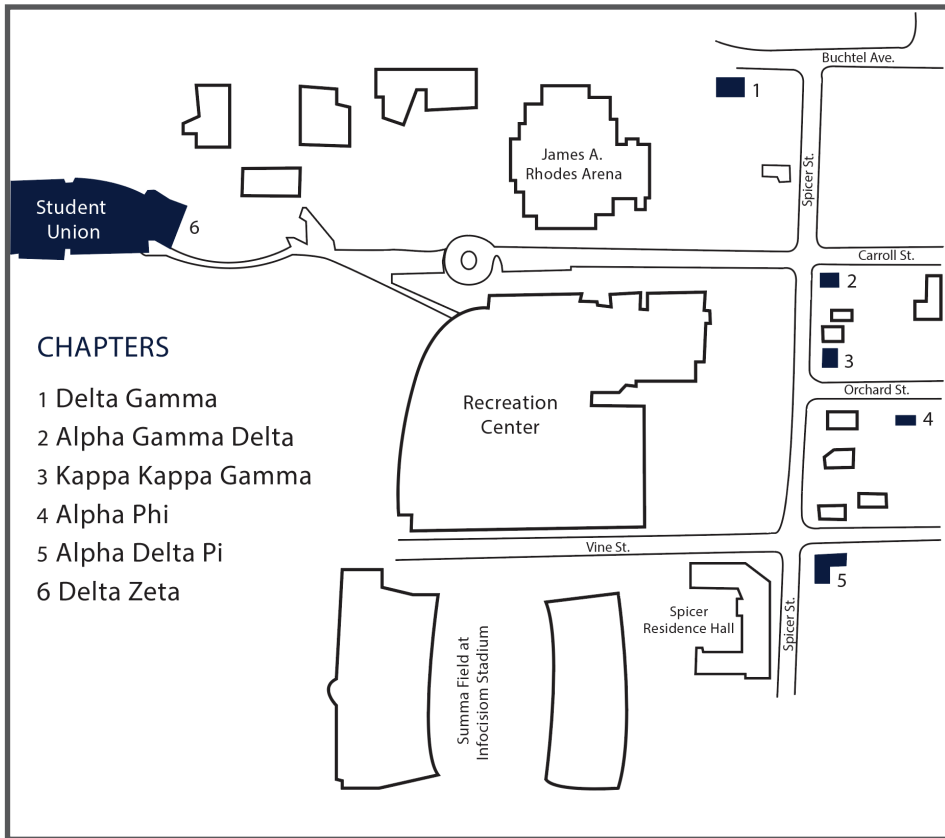 Buchtel Ave.
1
James A.
Rhodes Arena
Spicer St.
Student
Union
6
Carroll St.
2
3
CHAPTERS
1 Delta Gamma
2 Alpha Gamma Delta
3 Kappa Kappa Gamma
4 Alpha Phi
5 Alpha Delta Pi
6 Delta Zeta
Recreation
Center
Orchard St.
4
Vine St.
5
Spicer
Residence Hall
Spicer St.
Summa Field at
Infocisiom Stadium